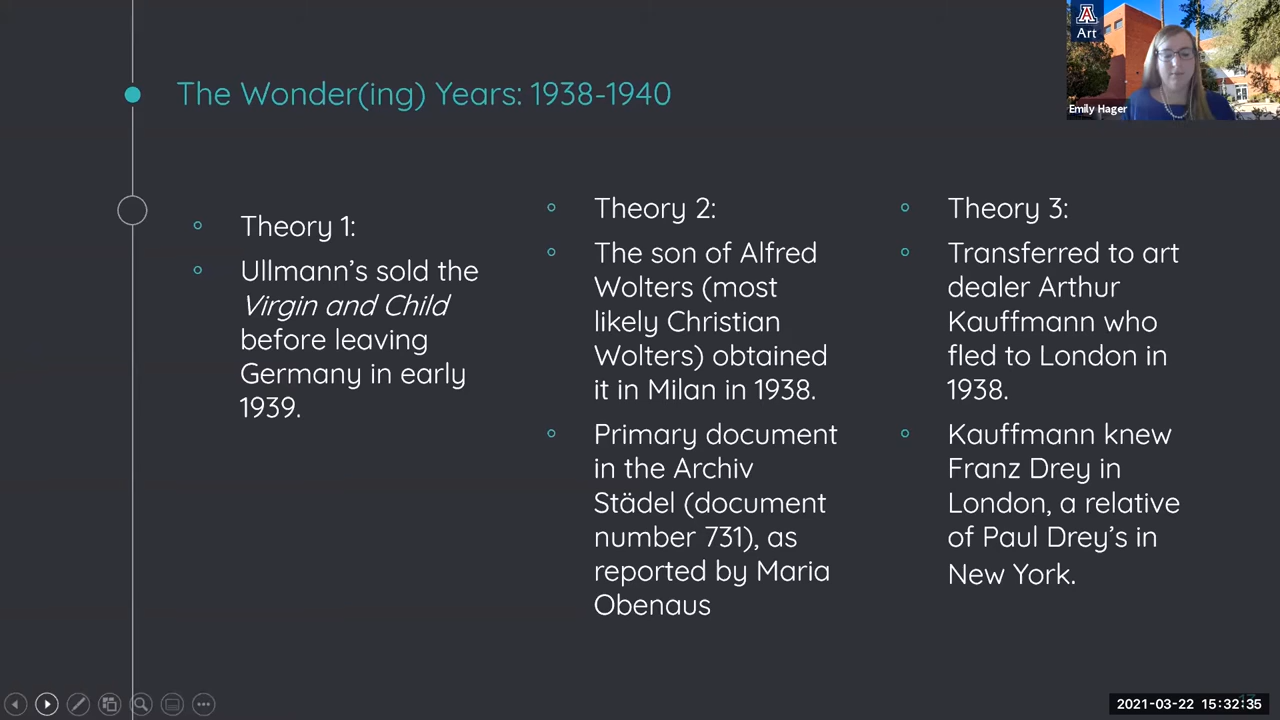 The Wonder(ing) Years: 1938-1940
Theory 1:
Ullmann’s sold the
Virgin and Child
before leaving
Germany in early
1939.
Theory 2:
The son of Alfred
Wolters (most
likely Christian
Wolters) obtained
it in Milan in 1938.
Primary document
in the Archiv
Städel (document
number 731), as
reported by Maria
Obenaus
Theory 3:
Transferred to art
dealer Arthur
Kauffmann who
fled to London in
1938.
Kauffmann knew
Franz Drey in
London, a relative
of Paul Drey’s in
New York.
A
Art
Emily Hager
2021-03-22 15:32:35